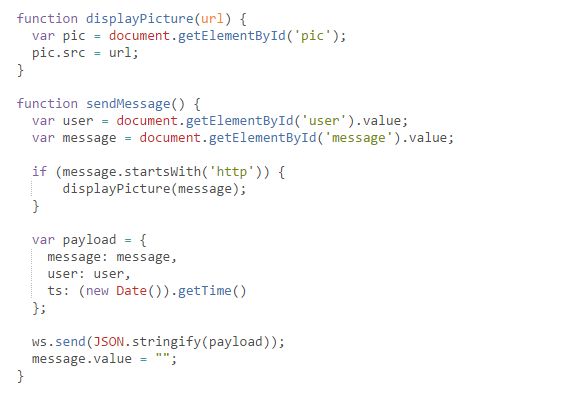 function displayPicture(url) {
  var pic = document.getElementById('pic');
  pic.src = url;
}

function sendMessage() {
  var user = document.getElementById('user').value;
  var message = document.getElementById('message').value;

  if (message.startsWith('http')) {
      displayPicture(message);
  }

  var payload = {
    message: message,
    user: user,
    ts: (new Date()).getTime()
  };

  ws.send(JSON.stringify(payload));
  message.value = "";
}